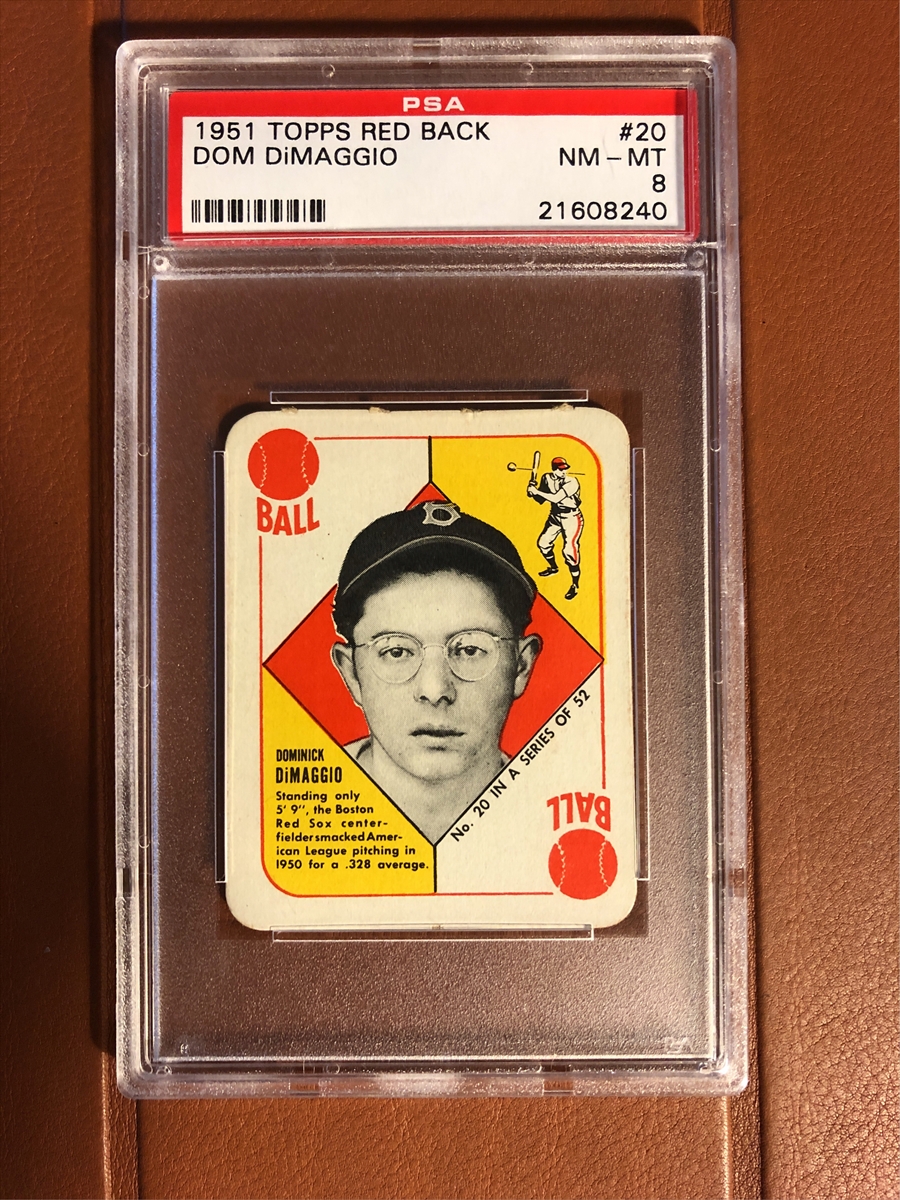 PSA
1951 TOPPS RED BACK #20
DOM DiMAGGIO NM – MT
8
21608240
BALL
B
DOMINICK
DiMAGGIO
Standing only
5' 9", the Boston
Red Sox center-
fielder smacked Amer-
ican League pitching in
1950 for a .328 average.
No. 20 IN A SERIES OF 52
BALL